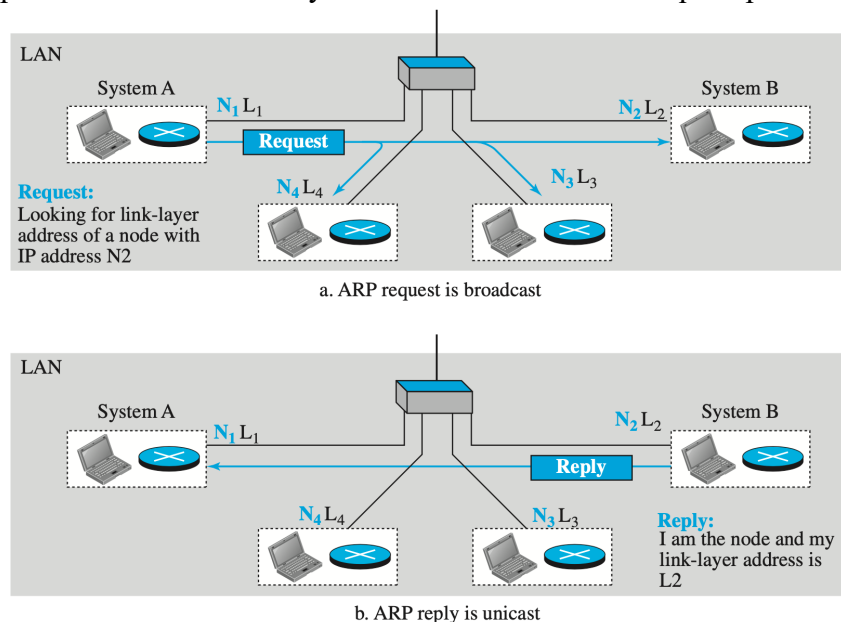 LAN
System A
System B
N1 L1
N2 L2
Request
N4 L4
N3 L3
Request:
Looking for link-layer
address of a node with
IP address N2
a. ARP request is broadcast
LAN
System A
System B
N1 L1
N2 L2
Reply
N4 L4
N3 L3
Reply:
I am the node and my
link-layer address is
L2
b. ARP reply is unicast